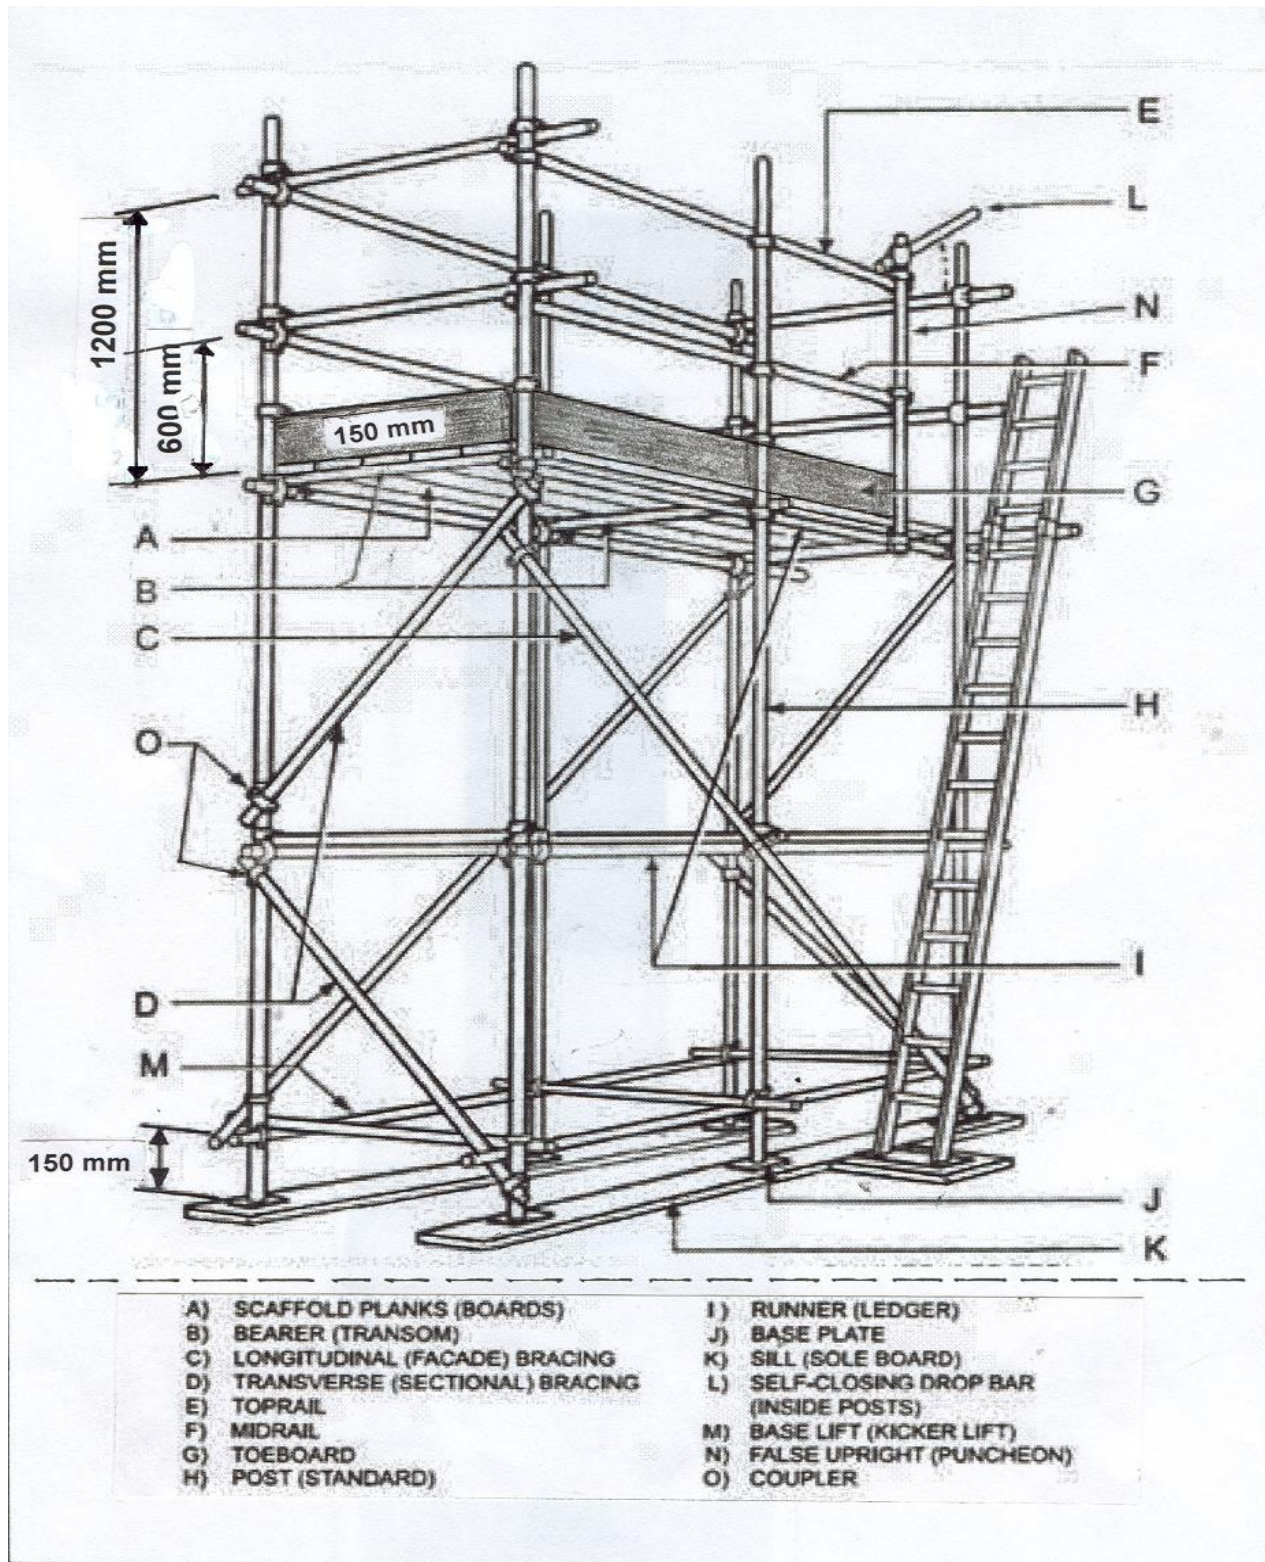 E
L
1200 mm
N
600 mm
F
150 mm
G
A
B
C
H
O
I
D
M
150 mm
J
K
A) SCAFFOLD PLANKS (BOARDS)
B) BEARER (TRANSOM)
C) LONGITUDINAL (FACADE) BRACING
D) TRANSVERSE (SECTIONAL) BRACING
E) TOPRAIL
F) MIDRAIL
G) TOEBOARD
H) POST (STANDARD)
I) RUNNER (LEDGER)
J) BASE PLATE
K) SILL (SOLE BOARD)
L) SELF-CLOSING DROP BAR
(INSIDE POSTS)
M) BASE LIFT (KICKER LIFT)
N) FALSE UPRIGHT (PUNCHEON)
O) COUPLER